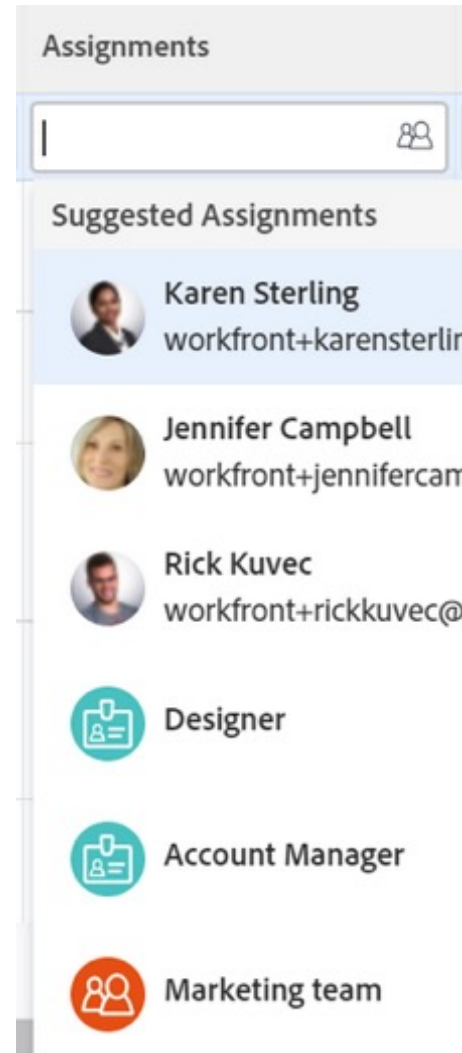 Assignments
Suggested Assignments
Karen Sterling
workfront+karensterlin
Jennifer Campbell
workfront+jennifercam
Rick Kuvec
workfront+rickkuvec@
Designer
Account Manager
Marketing team